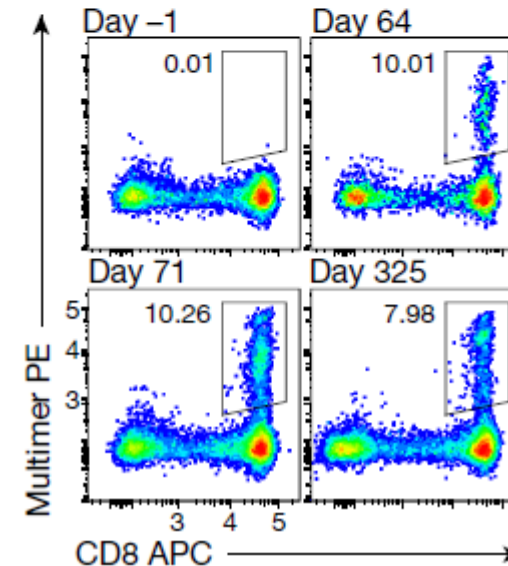 Day –1 Day 64
0.01 10.01
Day 71 Day 325
10.26 7.98
5
4
3
3 4 5
Multimer PE
CD8 APC